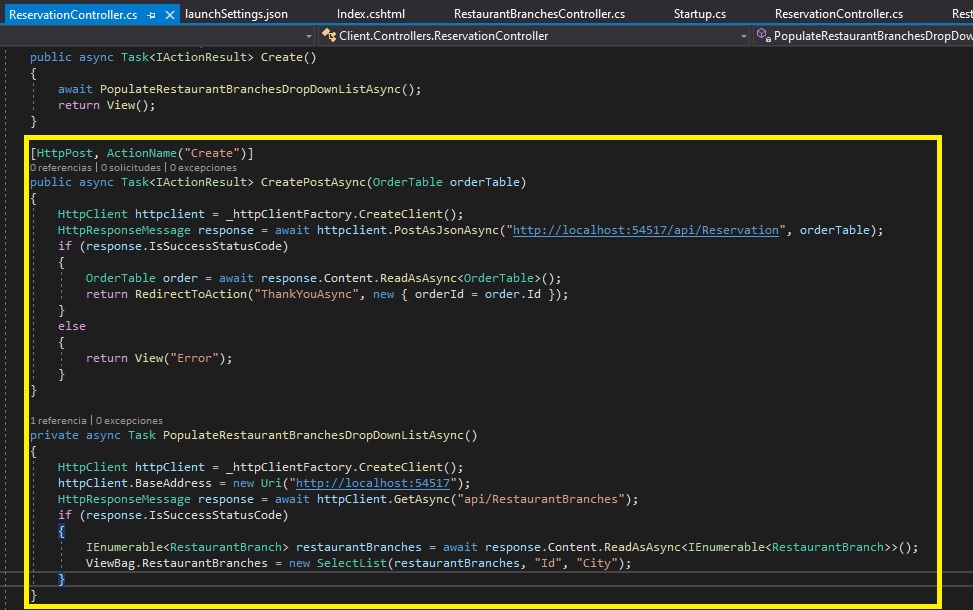 ReservationController.cs launchSettings.json Index.cshtml RestaurantBranchesController.cs Startup.cs ReservationController.cs Rest
Client.Controllers.ReservationController PopulateRestaurantBranchesDropDow
public async Task<IActionResult> Create()
{
    await PopulateRestaurantBranchesDropDownListAsync();
    return View();
}
[HttpPost, ActionName("Create")]
0 referencias | 0 solicitudes | 0 excepciones
public async Task<IActionResult> CreatePostAsync(OrderTable orderTable)
{
    HttpClient httpclient = _httpClientFactory.CreateClient();
    HttpResponseMessage response = await httpclient.PostAsJsonAsync("http://localhost:54517/api/Reservation", orderTable);
    if (response.IsSuccessStatusCode)
    {
        OrderTable order = await response.Content.ReadAsAsync<OrderTable>();
        return RedirectToAction("ThankYouAsync", new { orderId = order.Id });
    }
    else
    {
        return View("Error");
    }
}
1 referencia | 0 excepciones
private async Task PopulateRestaurantBranchesDropDownListAsync()
{
    HttpClient httpClient = _httpClientFactory.CreateClient();
    httpClient.BaseAddress = new Uri("http://localhost:54517");
    HttpResponseMessage response = await httpClient.GetAsync("api/RestaurantBranches");
    if (response.IsSuccessStatusCode)
    {
        IEnumerable<RestaurantBranch> restaurantBranches = await response.Content.ReadAsAsync<IEnumerable<RestaurantBranch>>();
        ViewBag.RestaurantBranches = new SelectList(restaurantBranches, "Id", "City");
    }
}